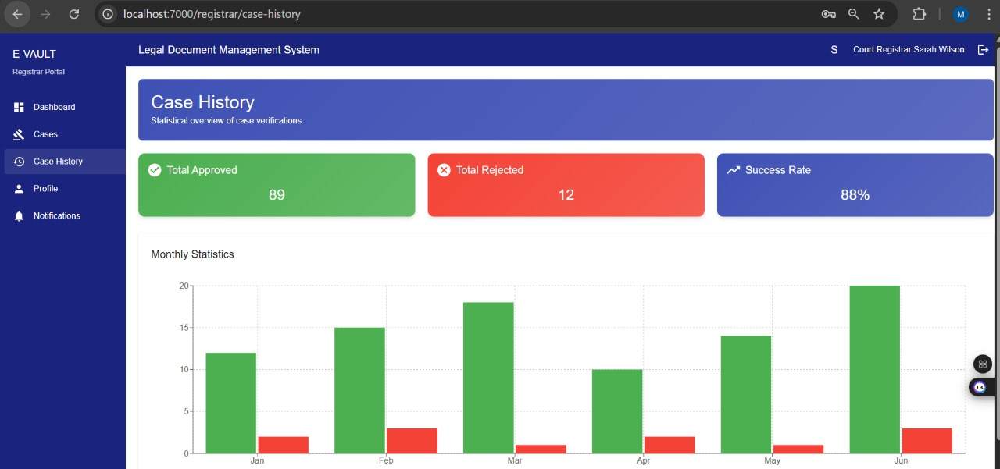 localhost:7000/registrar/case-history
M
E-VAULT
Registrar Portal
Dashboard
Cases
Case History
Profile
Notifications
Legal Document Management System
S Court Registrar Sarah Wilson
Case History
Statistical overview of case verifications
Total Approved
89
Total Rejected
12
Success Rate
88%
Monthly Statistics
20
15
10
5
0
Jan Feb Mar Apr May Jun